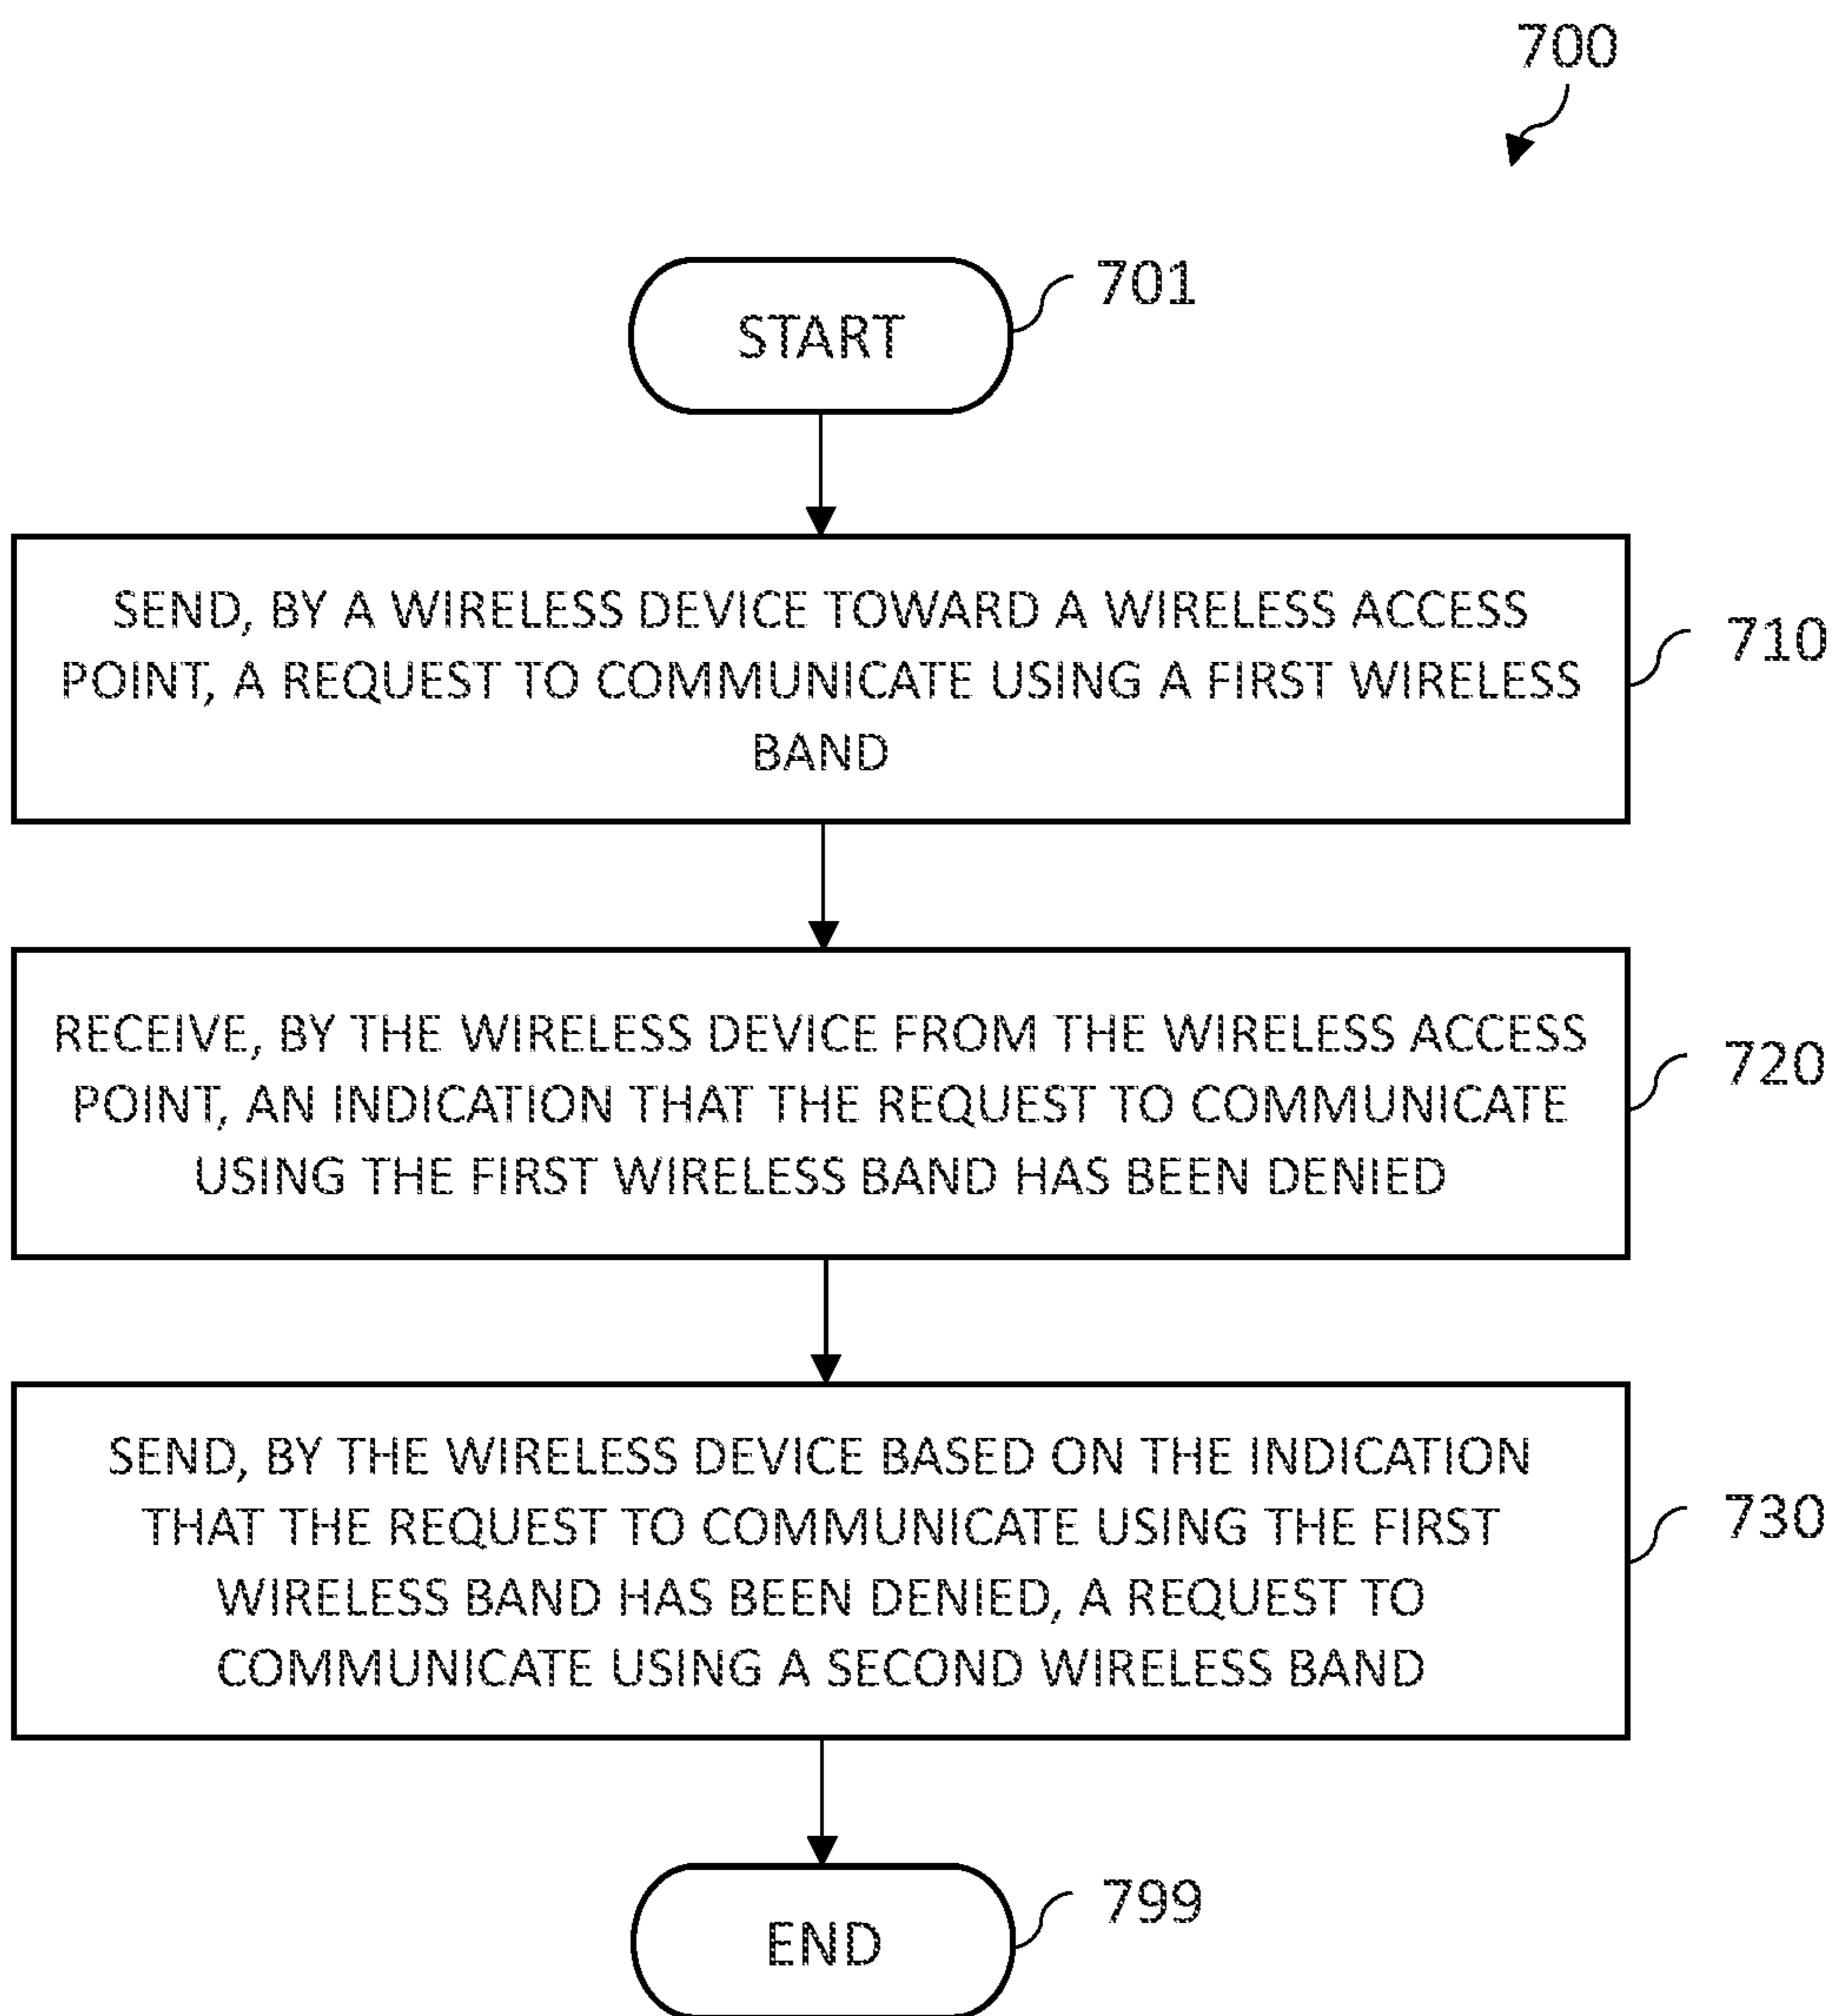 700
START
701
SEND, BY A WIRELESS DEVICE TOWARD A WIRELESS ACCESS
POINT, A REQUEST TO COMMUNICATE USING A FIRST WIRELESS
BAND
710
RECEIVE, BY THE WIRELESS DEVICE FROM THE WIRELESS ACCESS
POINT, AN INDICATION THAT THE REQUEST TO COMMUNICATE
USING THE FIRST WIRELESS BAND HAS BEEN DENIED
720
SEND, BY THE WIRELESS DEVICE BASED ON THE INDICATION
THAT THE REQUEST TO COMMUNICATE USING THE FIRST
WIRELESS BAND HAS BEEN DENIED, A REQUEST TO
COMMUNICATE USING A SECOND WIRELESS BAND
730
END
799